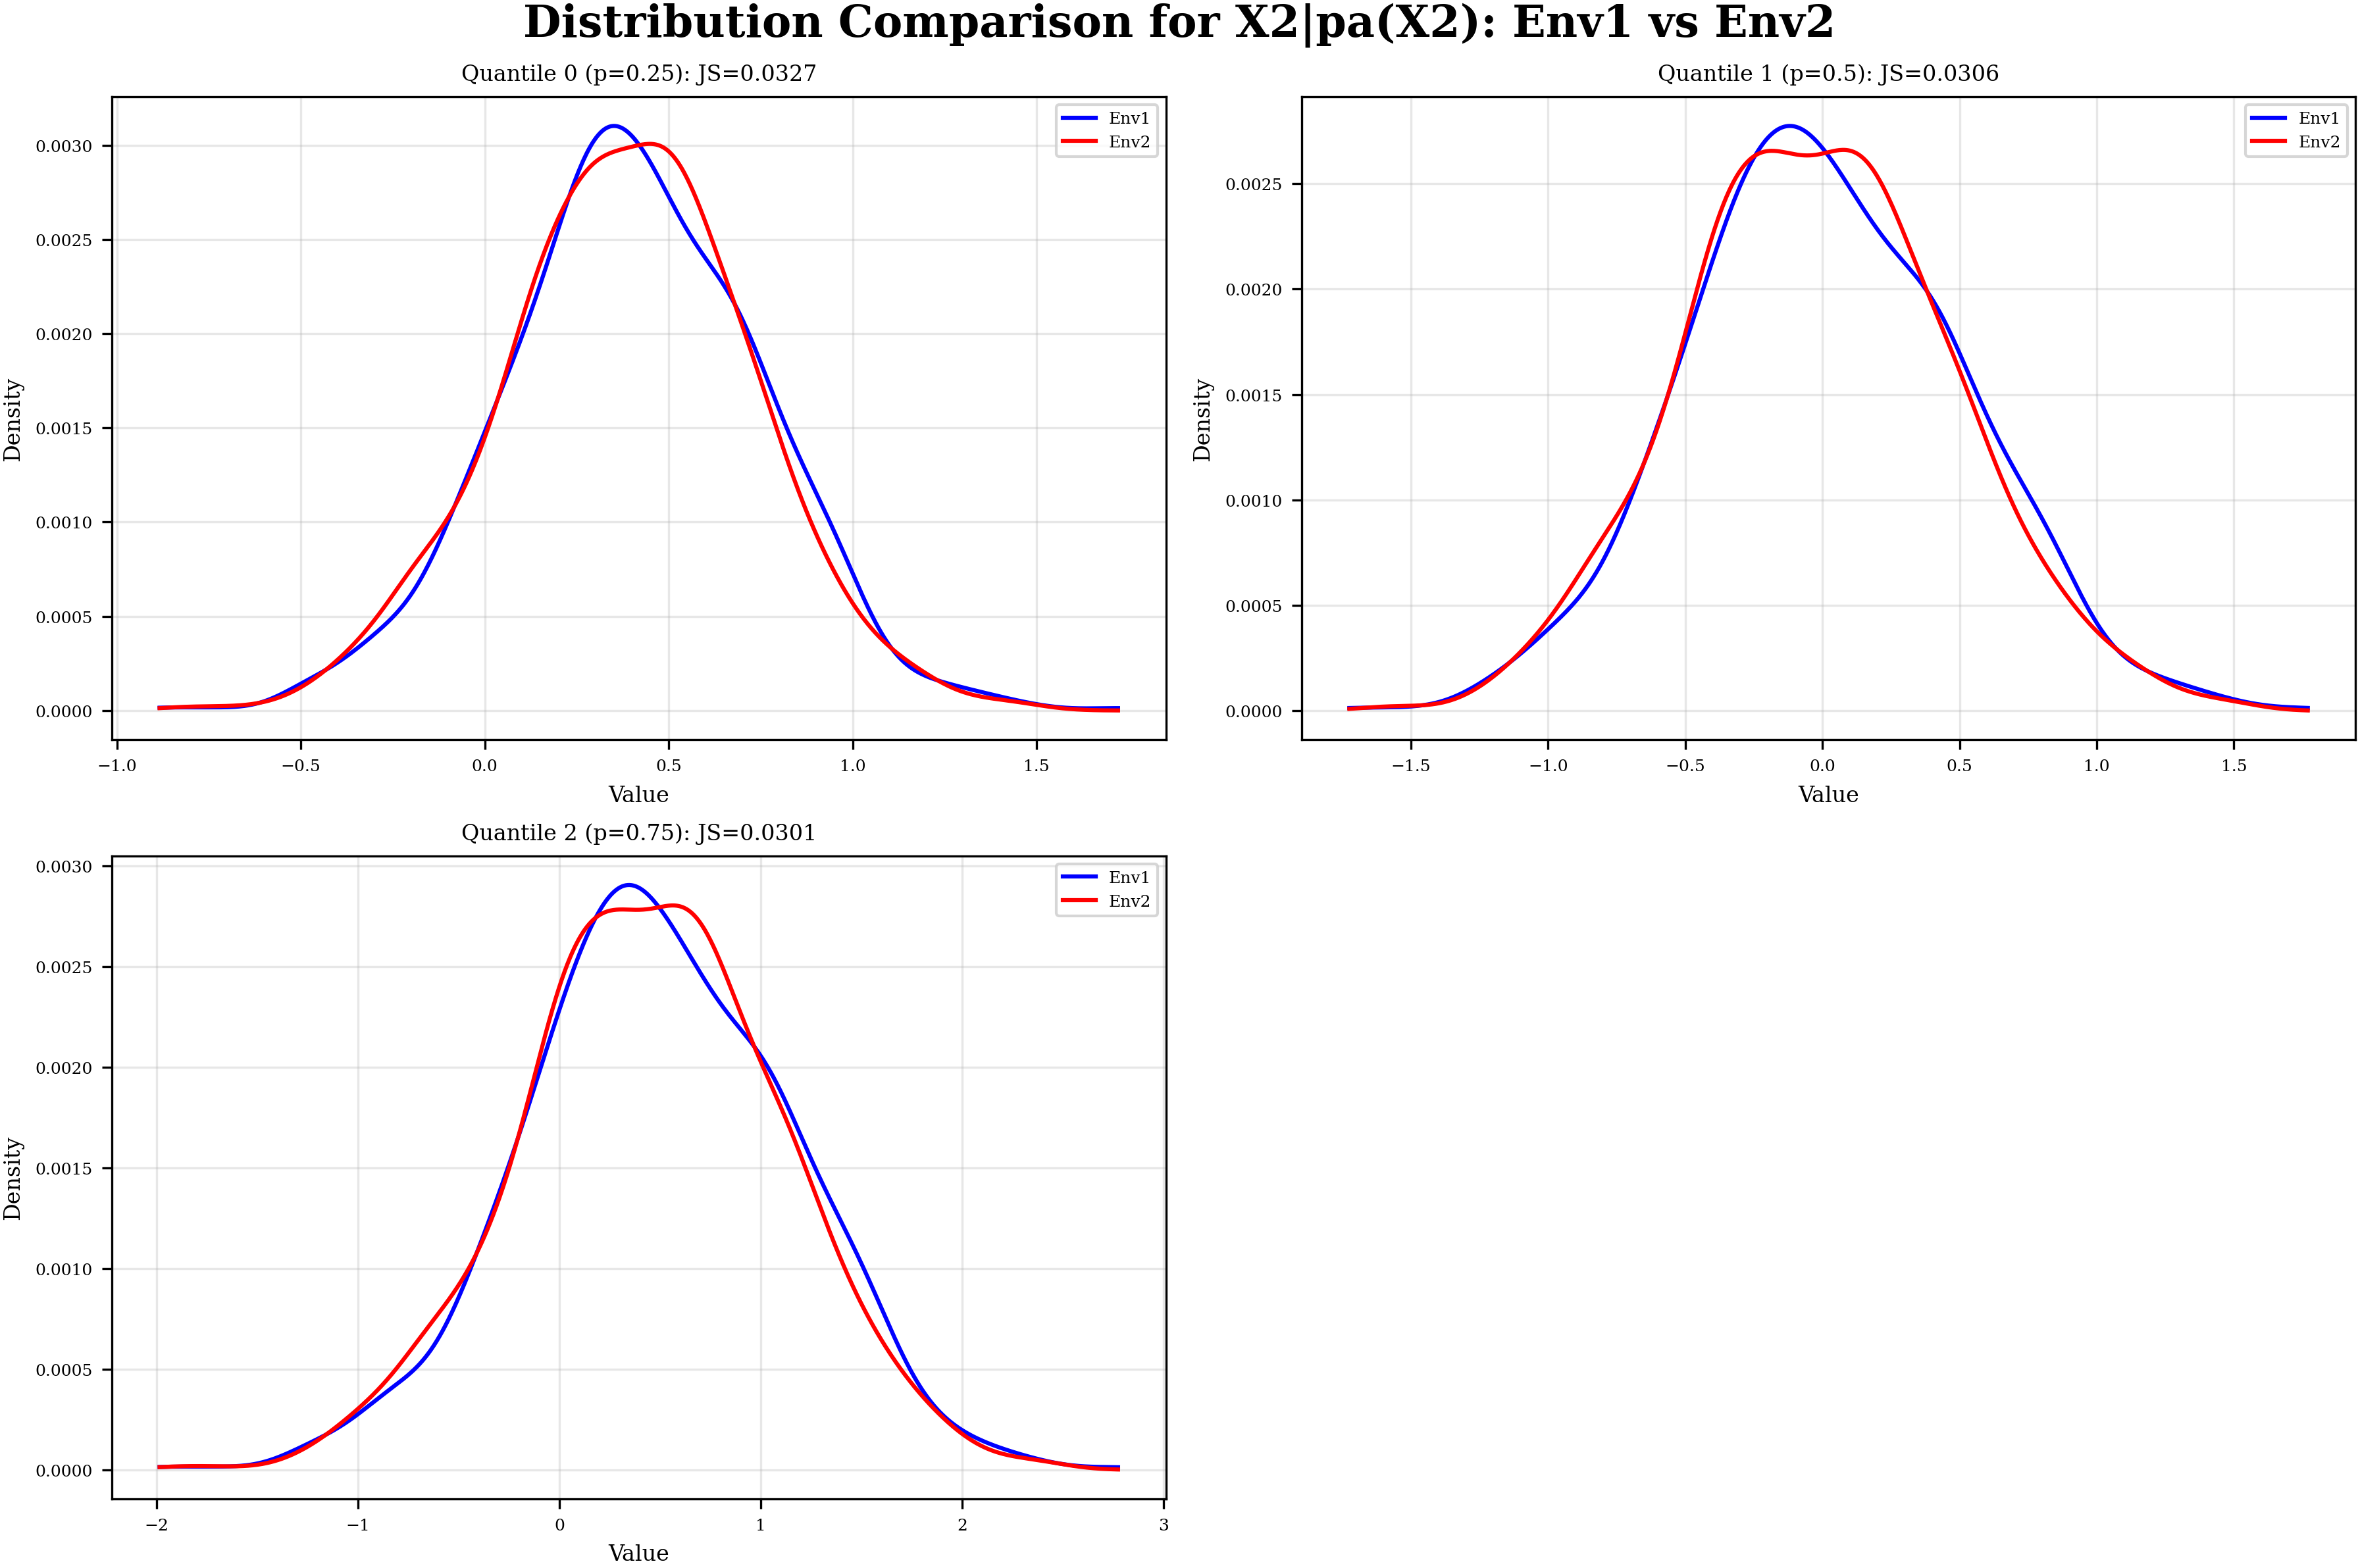 Distribution Comparison for X2|pa(X2): Env1 vs Env2
Quantile 0 (p=0.25): JS=0.0327
Env1
Env2
Density
0.0030
0.0025
0.0020
0.0015
0.0010
0.0005
0.0000
−1.0 −0.5 0.0 0.5 1.0 1.5
Value
Quantile 1 (p=0.5): JS=0.0306
Env1
Env2
Density
0.0025
0.0020
0.0015
0.0010
0.0005
0.0000
−1.5 −1.0 −0.5 0.0 0.5 1.0 1.5
Value
Quantile 2 (p=0.75): JS=0.0301
Env1
Env2
Density
0.0030
0.0025
0.0020
0.0015
0.0010
0.0005
0.0000
−2 −1 0 1 2 3
Value